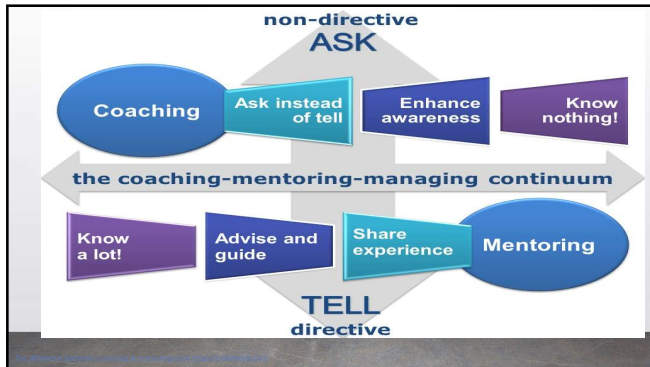 non-directive
ASK
Coaching
Ask instead
of tell
Enhance
awareness
Know
nothing!
the coaching-mentoring-managing continuum
Know
a lot!
Advise and
guide
Share
experience
Mentoring
TELL
directive